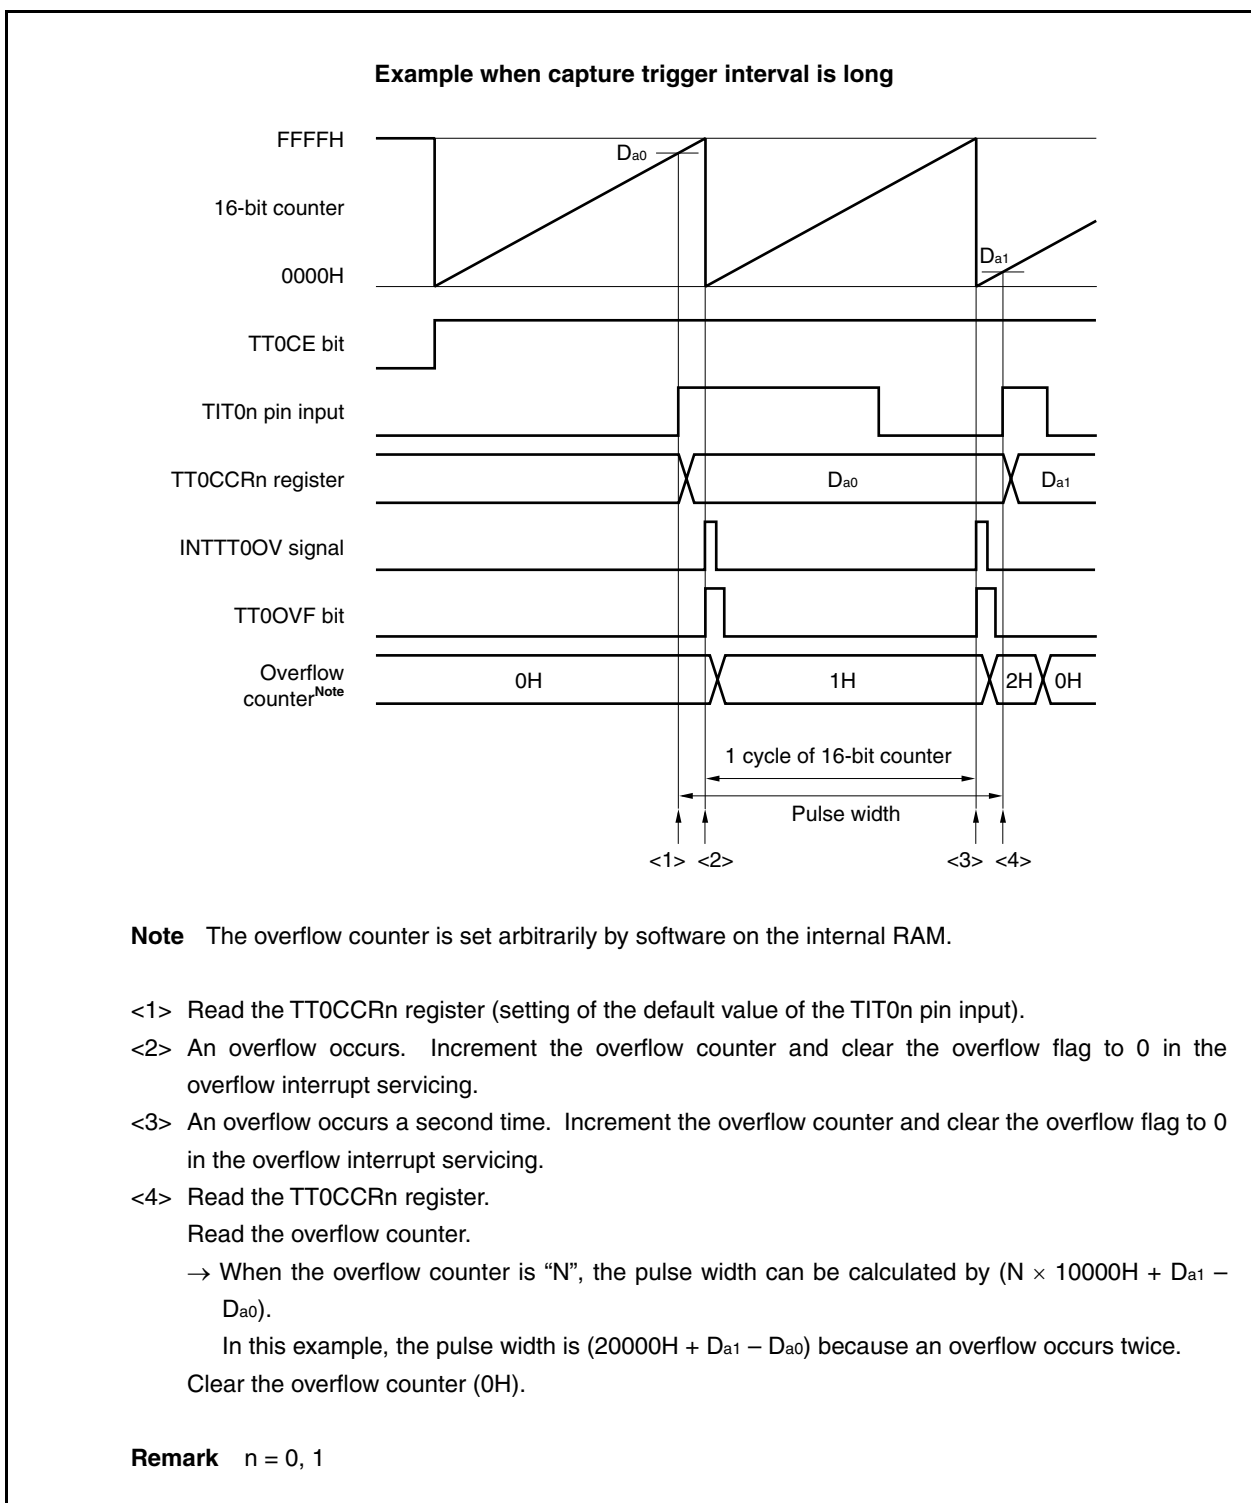 Example when capture trigger interval is long
FFFFH
Da0
16-bit counter
Da1
0000H
TT0CE bit
TIT0n pin input
TT0CCRn register
Da0
Da1
INTTT0OV signal
TT0OVF bit
Overflow
counterNote
0H
1H
2H
0H
1 cycle of 16-bit counter
Pulse width
<1> <2> <3> <4>
Note The overflow counter is set arbitrarily by software on the internal RAM.
<1> Read the TT0CCRn register (setting of the default value of the TIT0n pin input).
<2> An overflow occurs. Increment the overflow counter and clear the overflow flag to 0 in the
overflow interrupt servicing.
<3> An overflow occurs a second time. Increment the overflow counter and clear the overflow flag to 0
in the overflow interrupt servicing.
<4> Read the TT0CCRn register.
Read the overflow counter.
→ When the overflow counter is “N”, the pulse width can be calculated by (N × 10000H + Da1 –
Da0).
In this example, the pulse width is (20000H + Da1 – Da0) because an overflow occurs twice.
Clear the overflow counter (0H).
Remark n = 0, 1